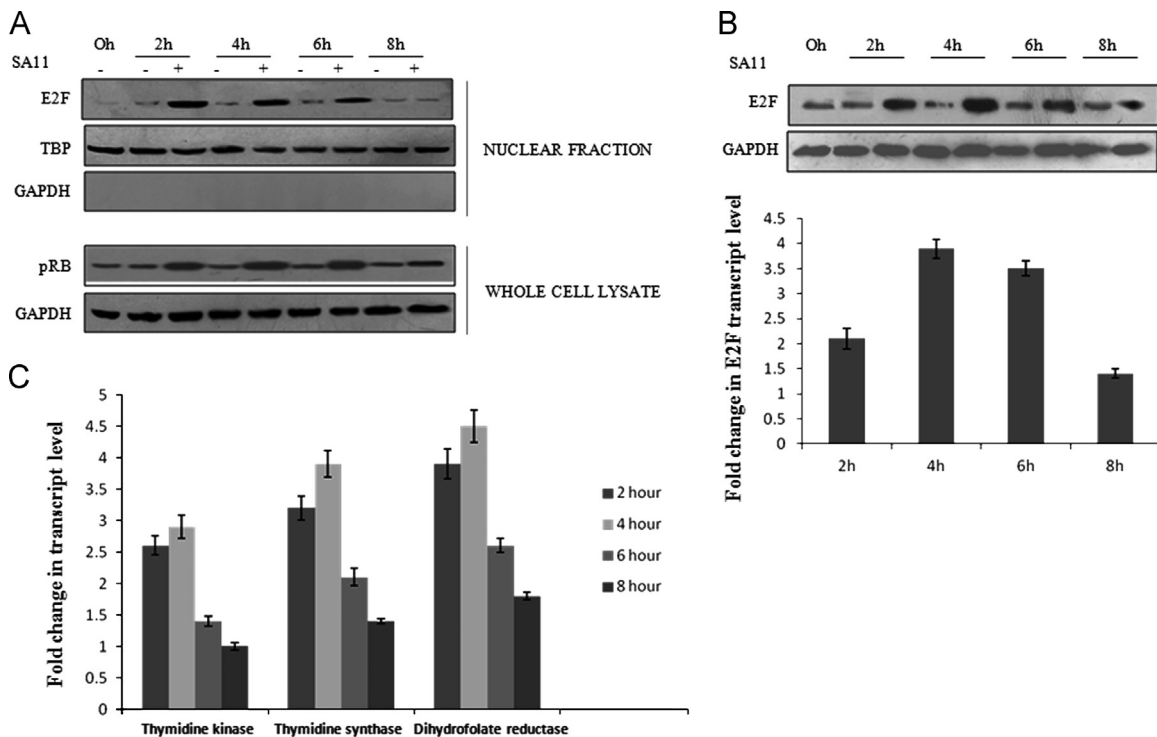 A
Oh 2h 4h 6h 8h
SA11 - - + - + - + - +
E2F
TBP
GAPDH
NUCLEAR FRACTION
pRB
GAPDH
WHOLE CELL LYSATE
B
Oh 2h 4h 6h 8h
SA11
E2F
GAPDH
Fold change in E2F transcript level
4.5
4
3.5
3
2.5
2
1.5
1
0.5
0
2h 4h 6h 8h
C
Fold change in transcript level
5
4.5
4
3.5
3
2.5
2
1.5
1
0.5
0
Thymidine kinase Thymidine synthase Dihydrofolate reductase
2 hour
4 hour
6 hour
8 hour